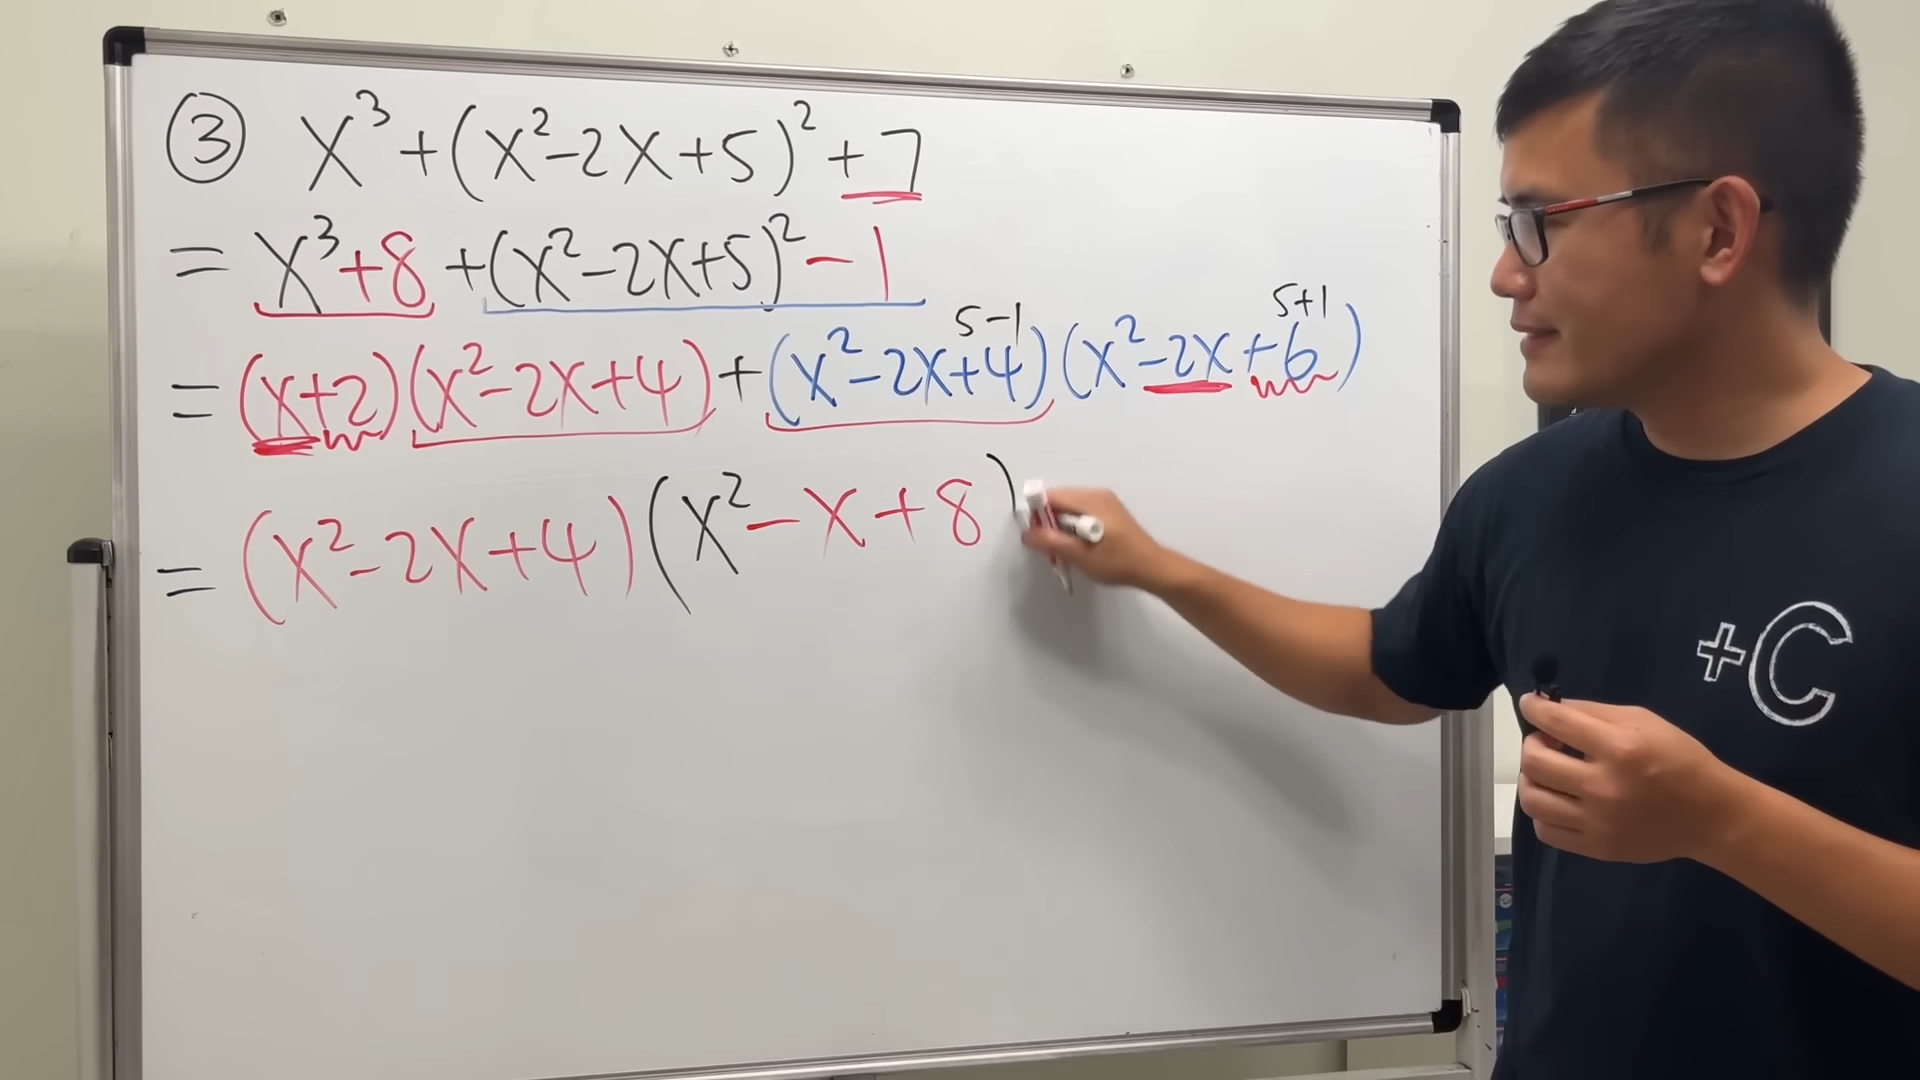 ③ x³+(x²-2x+5)²+7
= x³+8+(x²-2x+5)²-1
5-1 5+1
= (x+2)(x²-2x+4)+(x²-2x+4)(x²-2x+6)
= (x²-2x+4)(x²-x+8)
+C